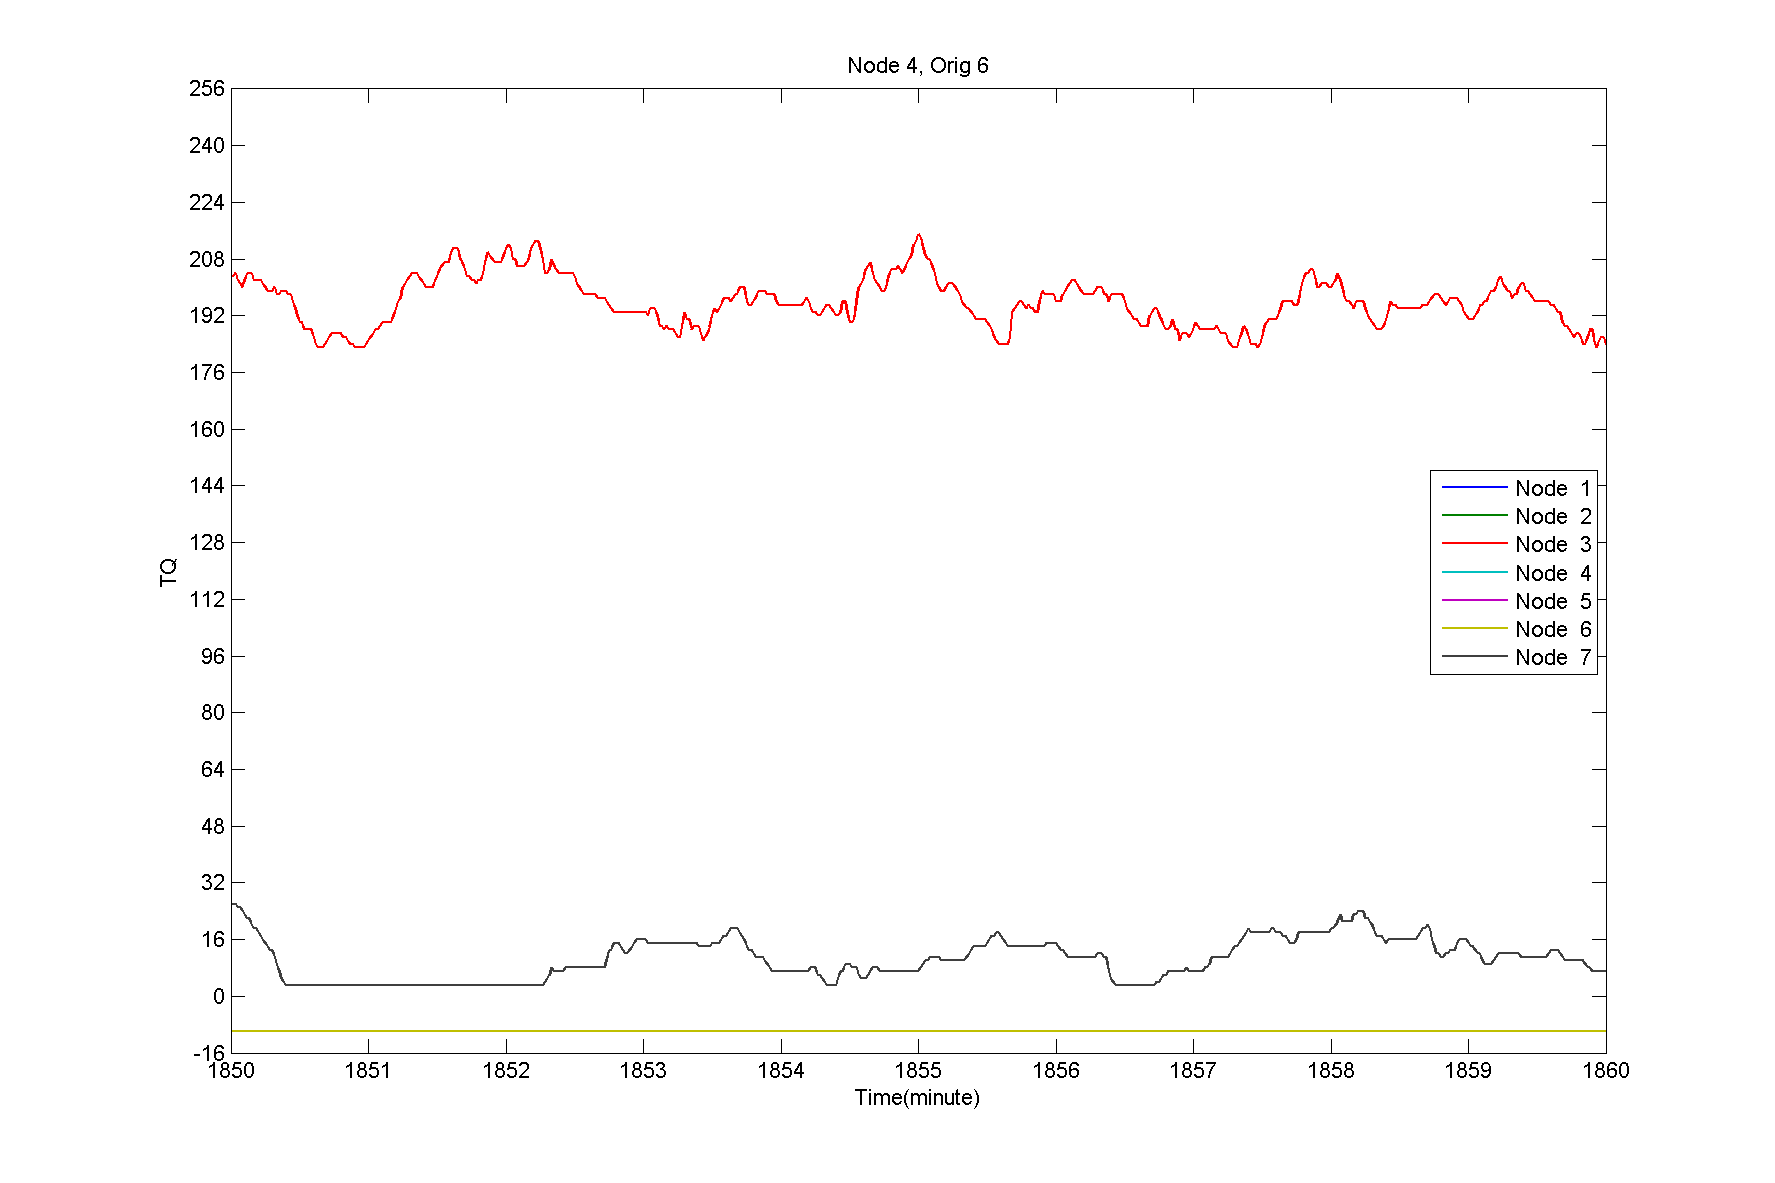 Node 4, Orig 6
256
240
224
208
192
176
160
144
128
112
96
80
64
48
32
16
0
-16
TQ
Node 1
Node 2
Node 3
Node 4
Node 5
Node 6
Node 7
1850 1851 1852 1853 1854 1855 1856 1857 1858 1859 1860
Time(minute)